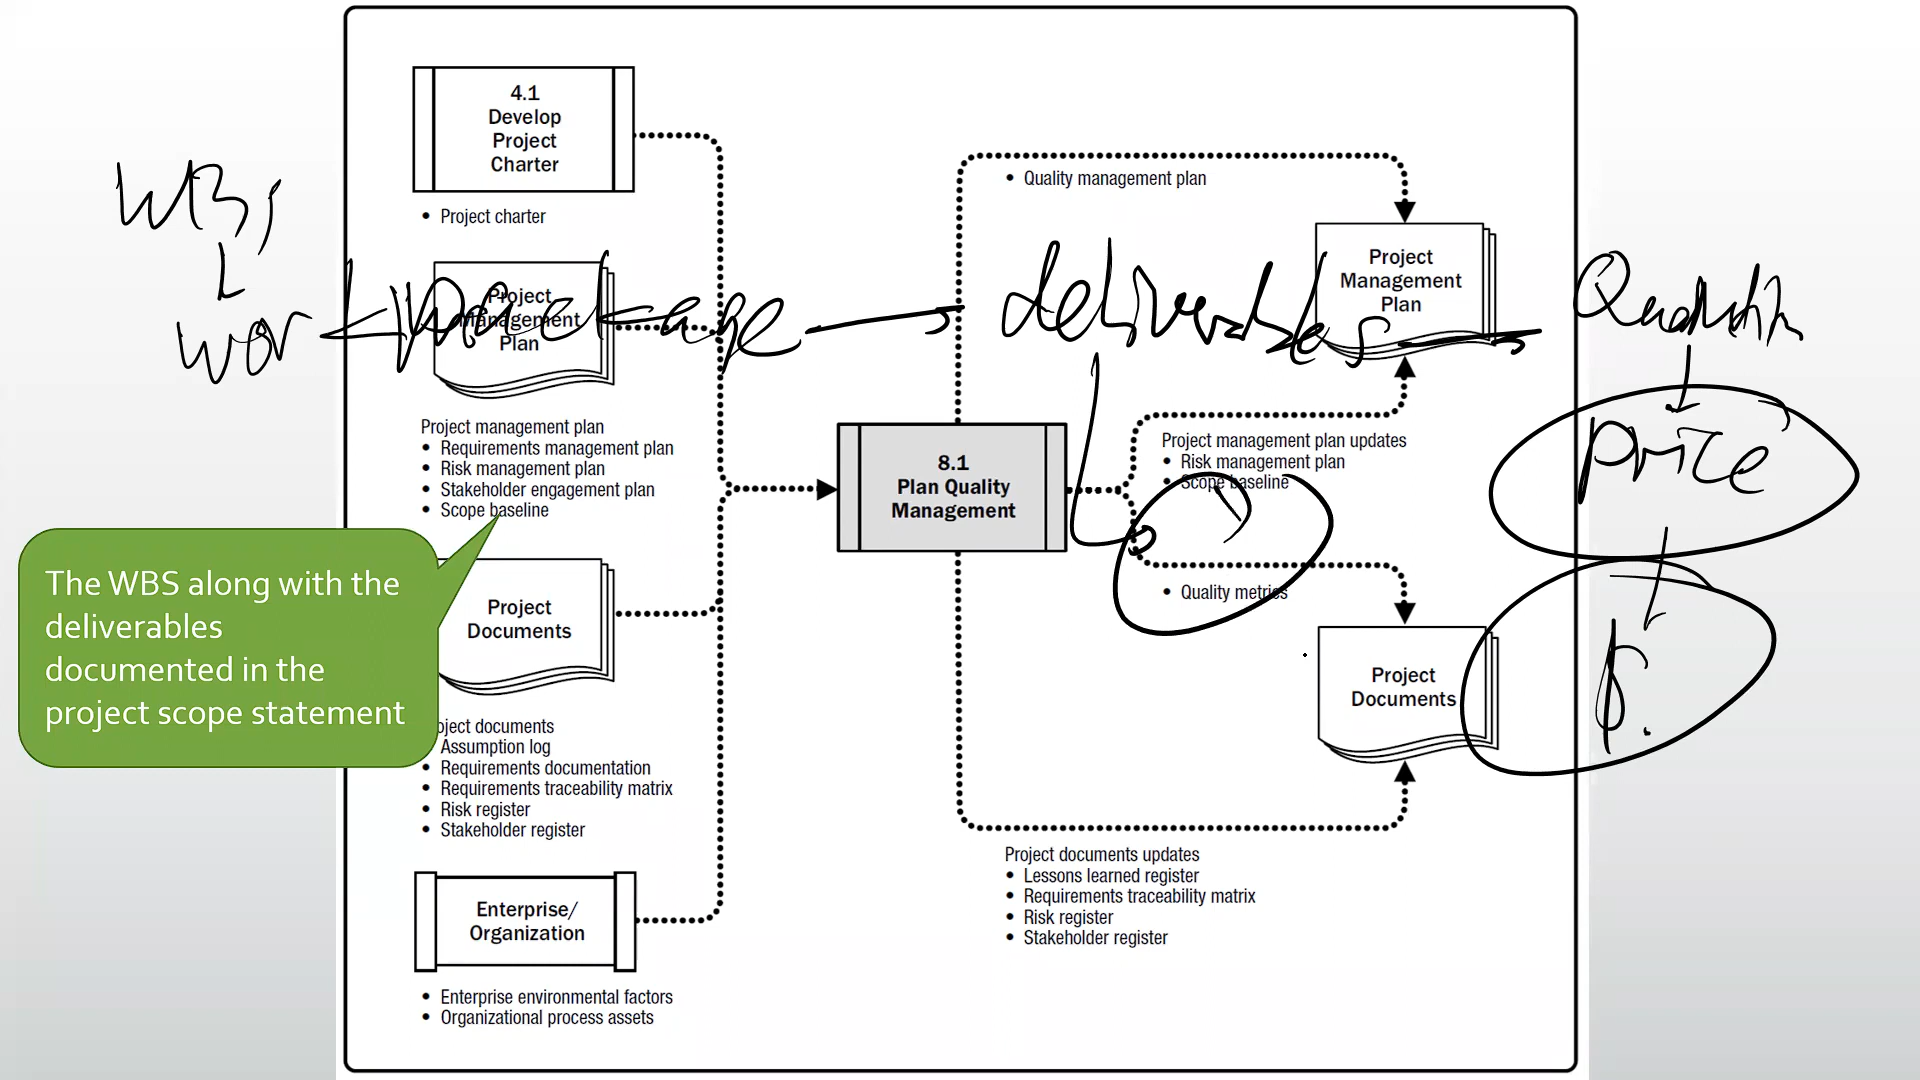 4.1
Develop
Project
Charter
• Project charter
WBS
work package → deliverables → 
Project
Management
Plan
Project management plan
• Requirements management plan
• Risk management plan
• Stakeholder engagement plan
• Scope baseline
The WBS along with the
deliverables
documented in the
project scope statement
Project
Documents
oject documents
Assumption log
• Requirements documentation
• Requirements traceability matrix
• Risk register
• Stakeholder register
Enterprise/
Organization
• Enterprise environmental factors
• Organizational process assets
8.1
Plan Quality
Management
• Quality management plan
Project
Management
Plan
Project management plan updates
• Risk management plan
• Scope baseline
• Quality metrics
Project
Documents
Project documents updates
• Lessons learned register
• Requirements traceability matrix
• Risk register
• Stakeholder register
price
$.